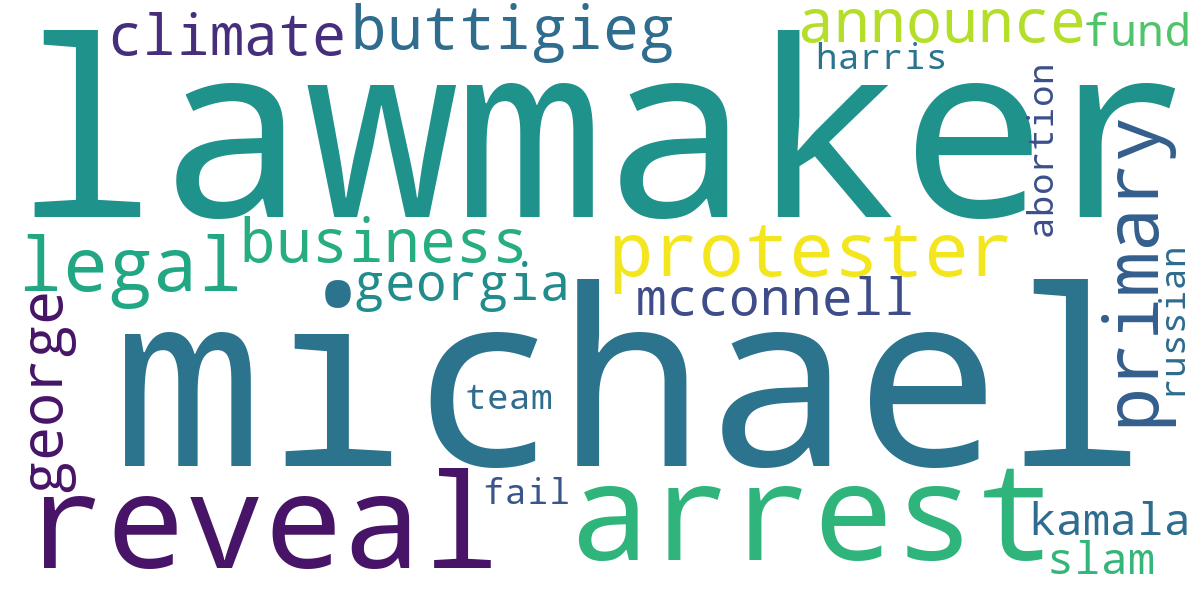 climate
buttigieg
announce
fund
harris
lawmaker
abortion
primary
legal
business
protester
georgia
mcconnell
russian
george
michael
team
reveal
fail
arrest
kamala
slam